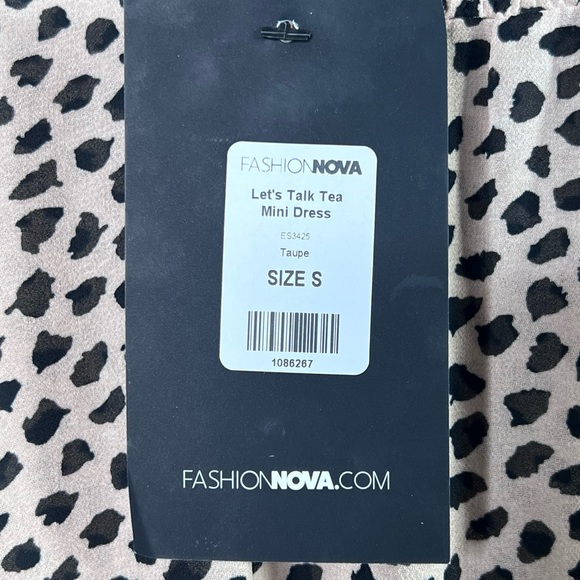 FASHIONNOVA
Let's Talk Tea
Mini Dress
ES3425
Taupe
SIZE S
1086267
FASHIONNOVA.COM